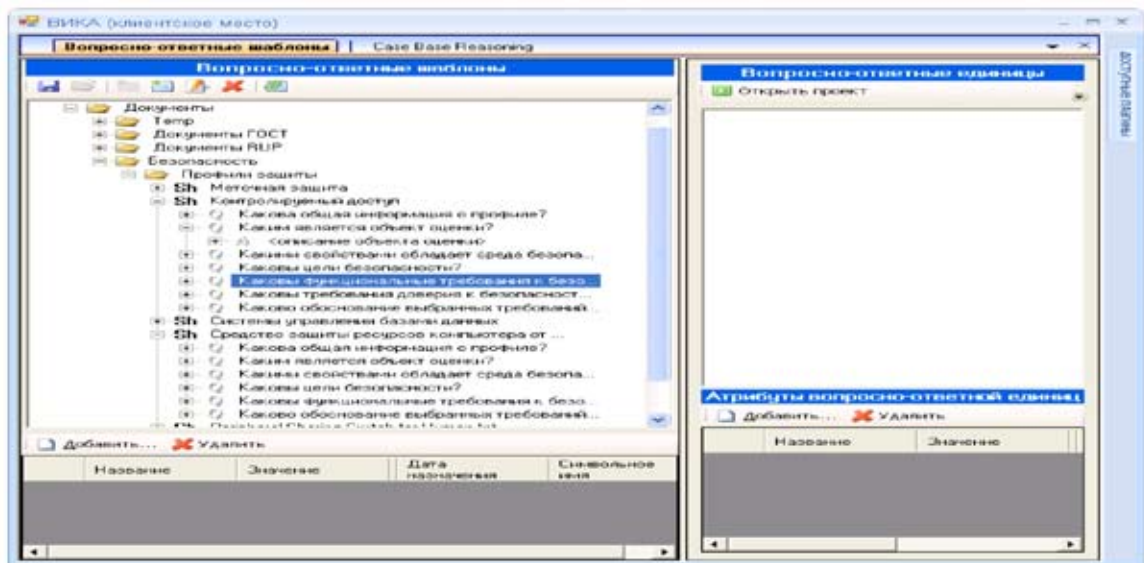 ВИКА (клиентское место)
Вопросно-ответные шаблоны
Case Base Reasoning
Вопросно-ответные шаблоны
Документы
Temp
Документы ГОСТ
Документы RUP
Безопасность
Профили защиты
Sh Меточная защита
Sh Контролируемый доступ
Какова общая информация о профиле?
Каким является объект оценки?
<описание объекта оценки>
Какими свойствами обладает среда безопа...
Каковы цели безопасности?
Каковы функциональные требования к безо...
Каковы требования доверия к безопасност...
Каково обоснование выбранных требований...
Sh Системы управления базами данных
Sh Средство защиты ресурсов компьютера от ...
Какова общая информация о профиле?
Каким является объект оценки?
Какими свойствами обладает среда безопа...
Каковы цели безопасности?
Каковы функциональные требования к безо...
Каково обоснование выбранных требований...
Добавить... Удалить
Название Значение Дата назначения Символьное имя
Вопросно-ответные единицы
Открыть проект
Атрибуты вопросно-ответной единиц
Добавить... Удалить
Название Значение